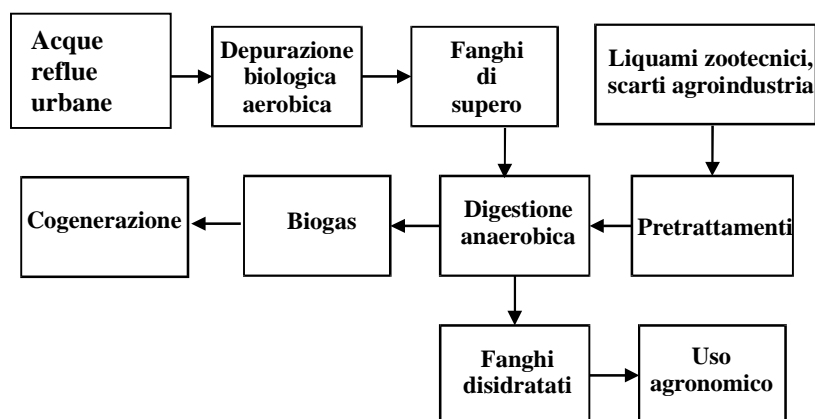 Acque
reflue
urbane
Depurazione
biologica
aerobica
Fanghi
di
supero
Liquami zootecnici,
scarti agroindustria
Cogenerazione
Biogas
Digestione
anaerobica
Pretrattamenti
Fanghi
disidratati
Uso
agronomico